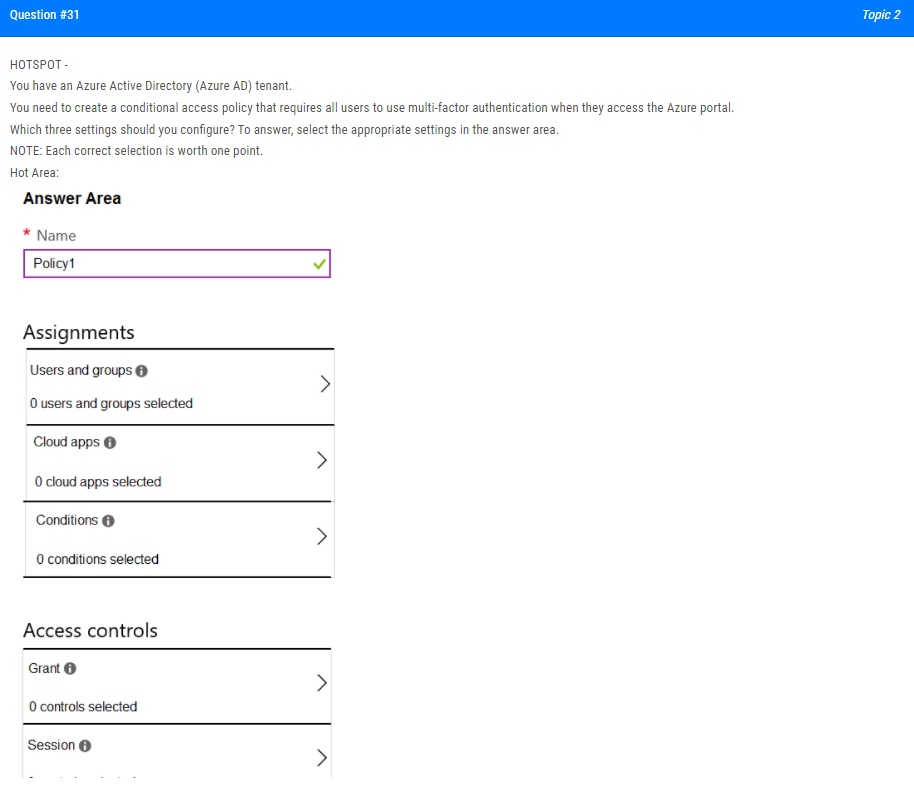 Question #31
Topic 2
HOTSPOT -
You have an Azure Active Directory (Azure AD) tenant.
You need to create a conditional access policy that requires all users to use multi-factor authentication when they access the Azure portal.
Which three settings should you configure? To answer, select the appropriate settings in the answer area.
NOTE: Each correct selection is worth one point.
Hot Area:
Answer Area
* Name
Policy1
Assignments
Users and groups
0 users and groups selected
Cloud apps
0 cloud apps selected
Conditions
0 conditions selected
Access controls
Grant
0 controls selected
Session